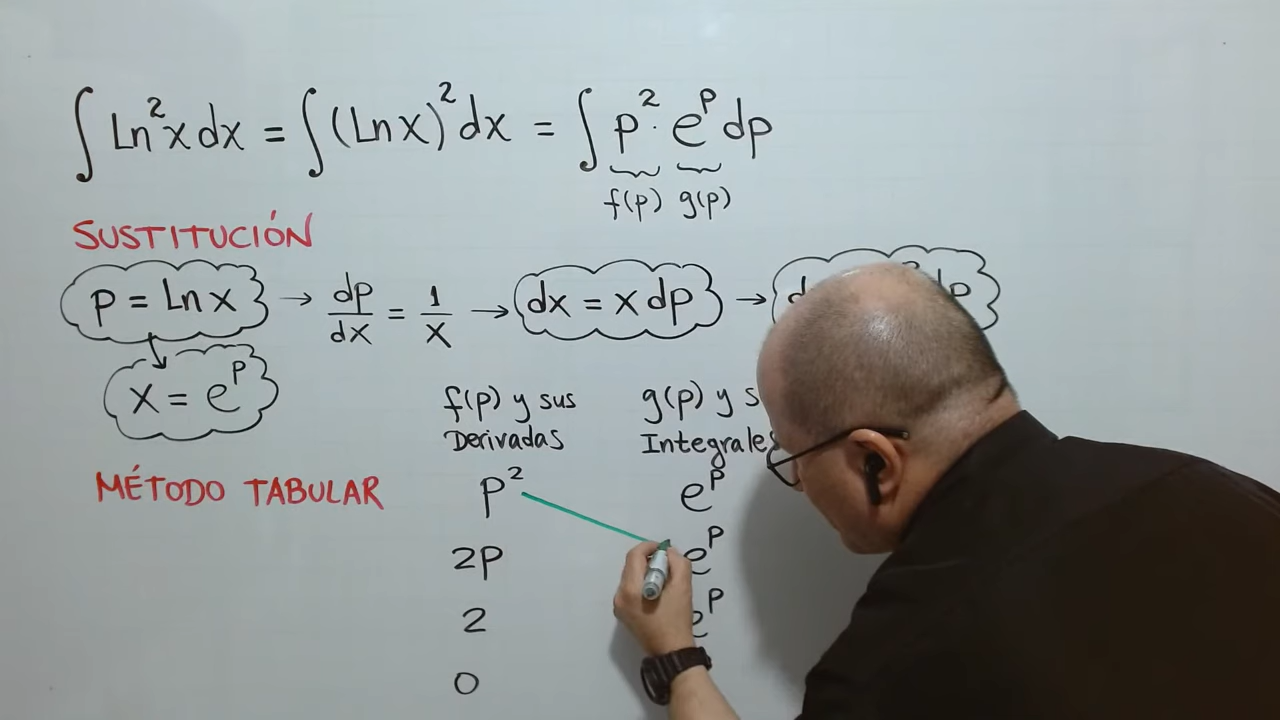 ∫ Ln²x dx = ∫ (Ln x)² dx = ∫ p² · eᵖ dp
f(p) g(p)
SUSTITUCIÓN
p = Ln x → dp/dx = 1/x → dx = x dp →
x = eᵖ
f(p) y sus
Derivadas
g(p) y
Integrales
MÉTODO TABULAR
p² eᵖ
2p eᵖ
2 eᵖ
0